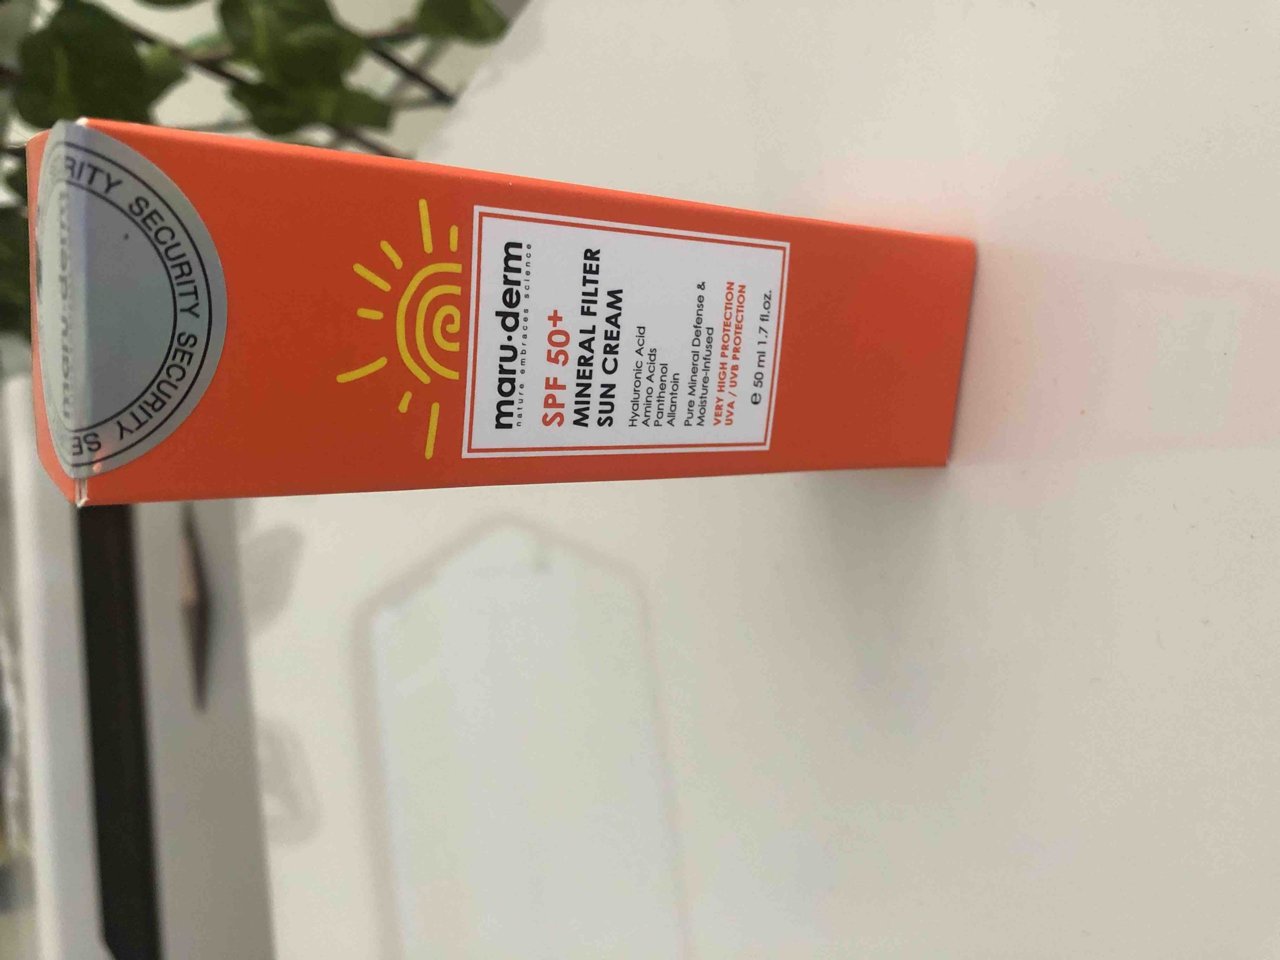 RITY SECURITY SECURITY SE
maru·derm
maru·derm
nature embraces science
SPF 50+
MINERAL FILTER
SUN CREAM
Hyaluronic Acid
Amino Acids
Panthenol
Allantoin
Pure Mineral Defense &
Moisture-Infused
VERY HIGH PROTECTION
UVA / UVB PROTECTION
e 50 ml 1.7 fl.oz.